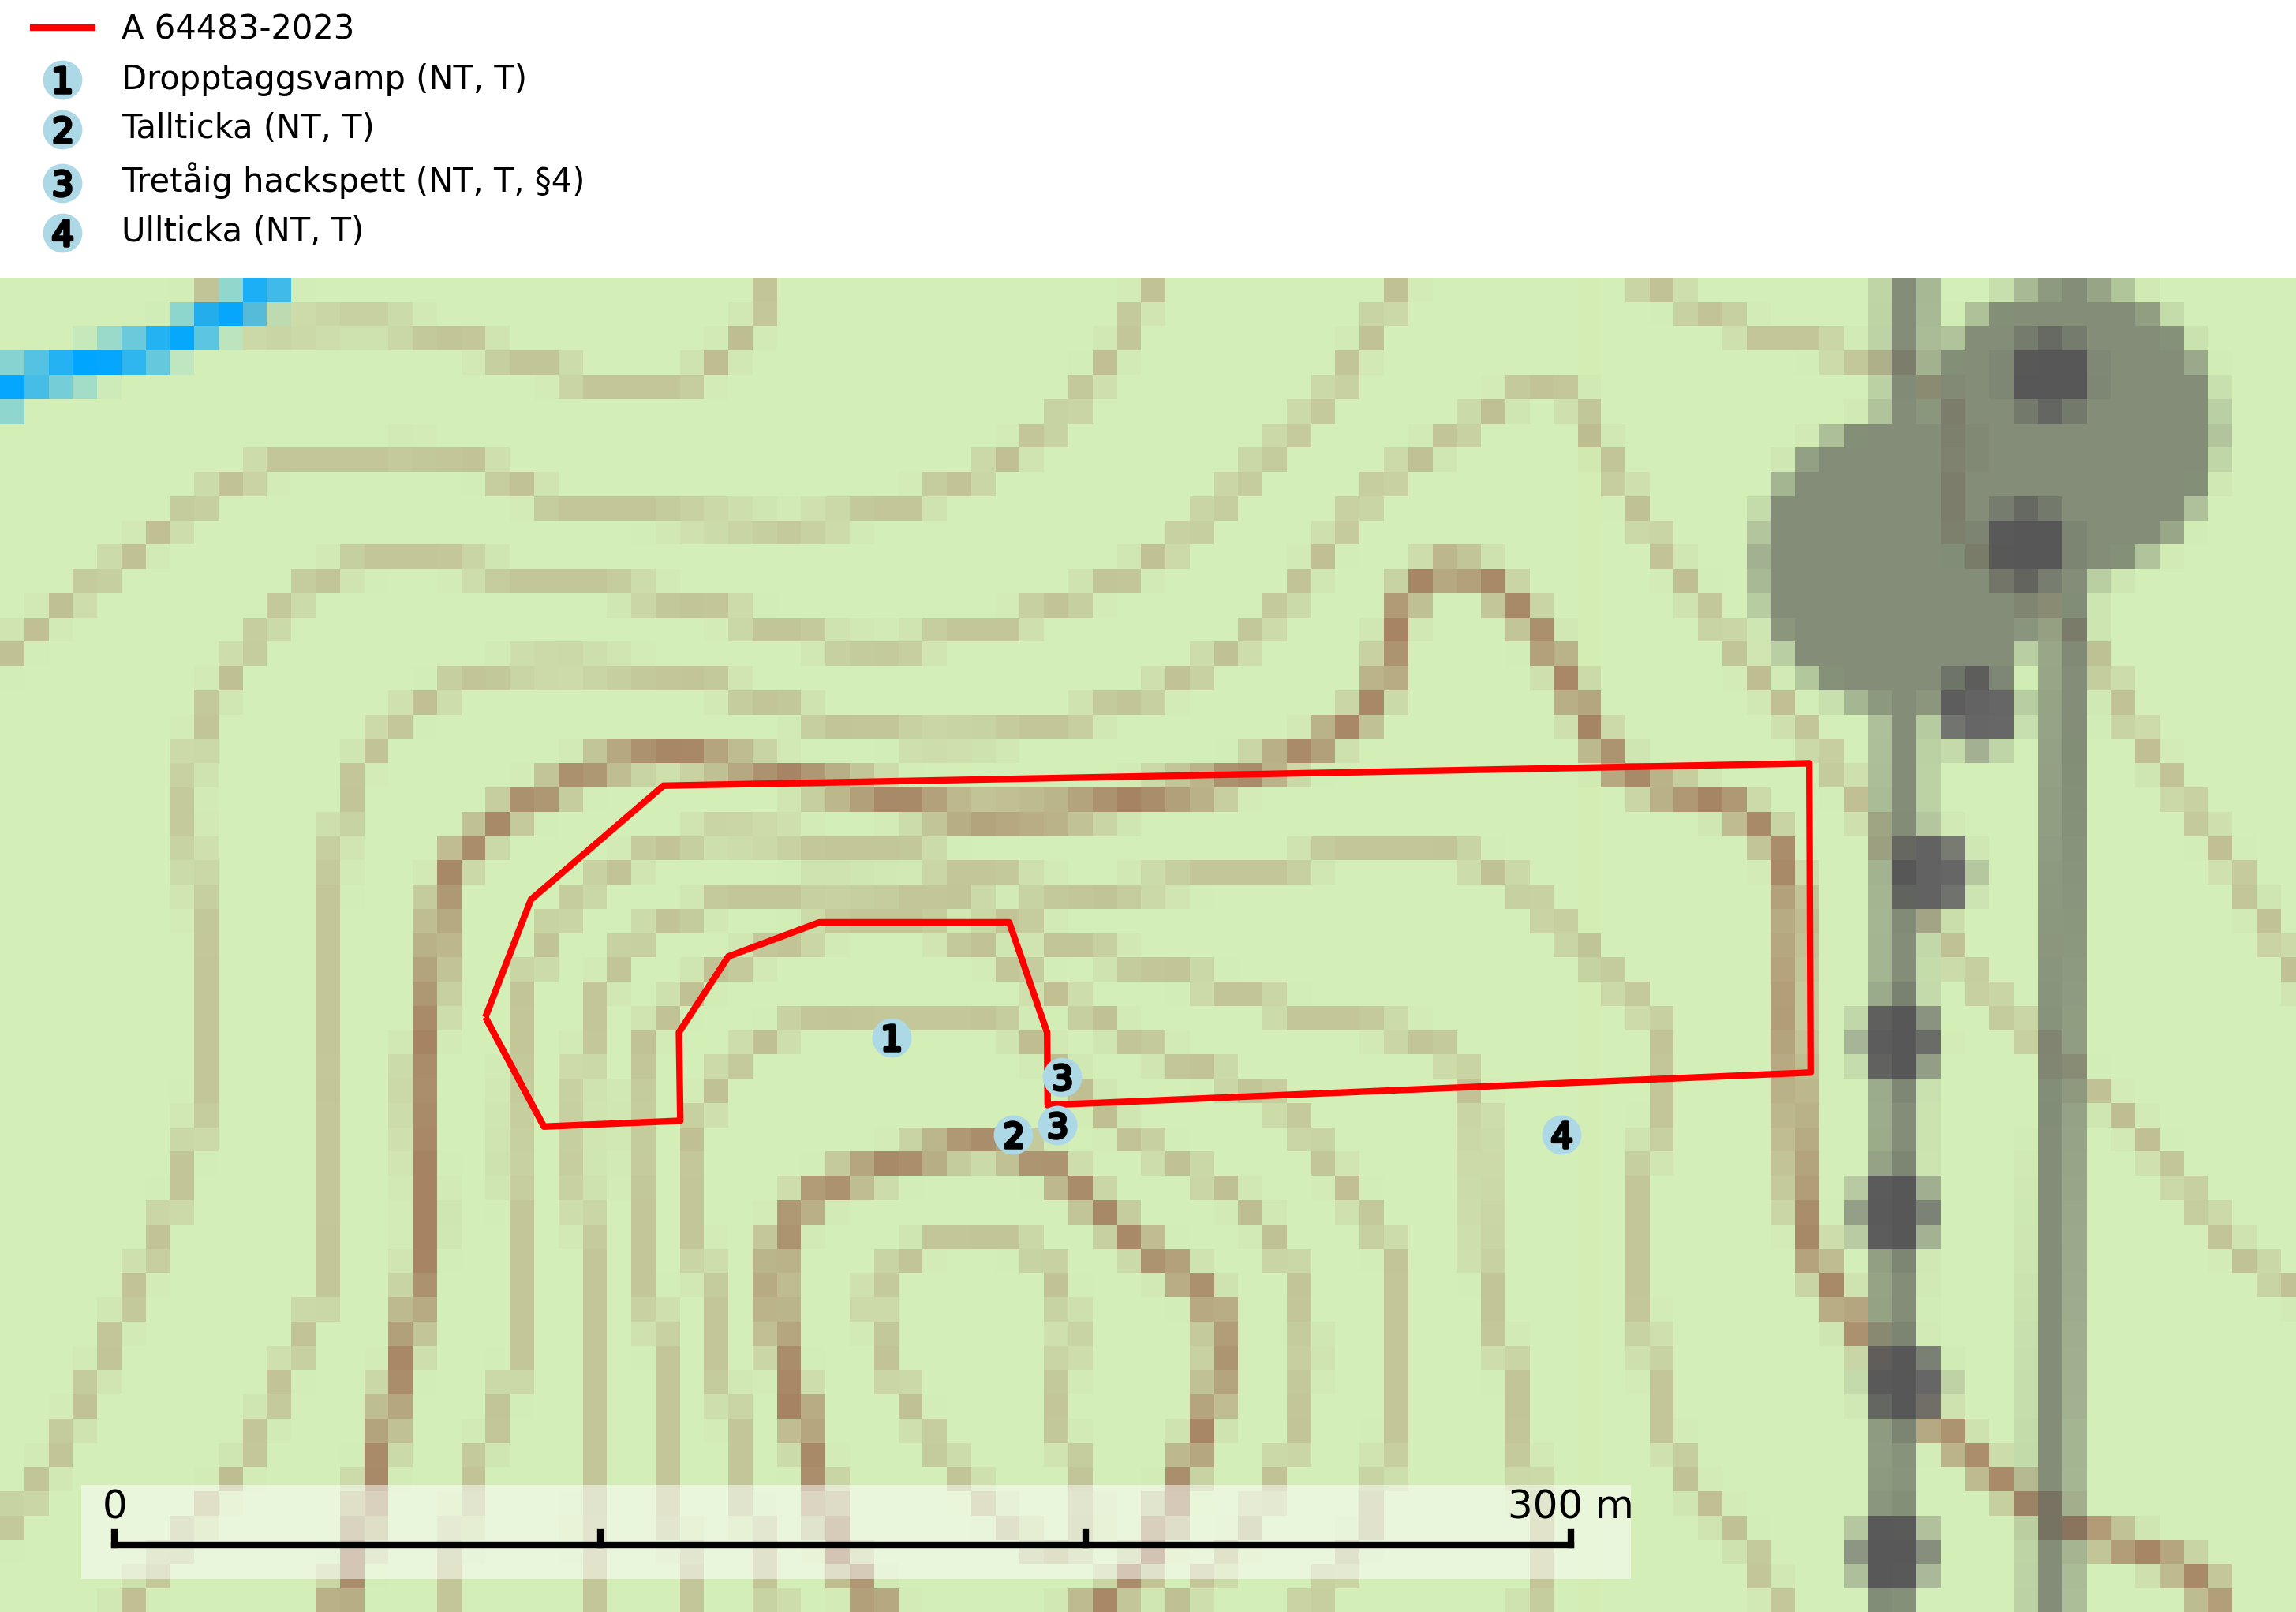 A 64483-2023
1 Dropptaggsvamp (NT, T)
2 Tallticka (NT, T)
3 Tretåig hackspett (NT, T, §4)
4 Ullticka (NT, T)
1
3
2 3 4
0 300 m